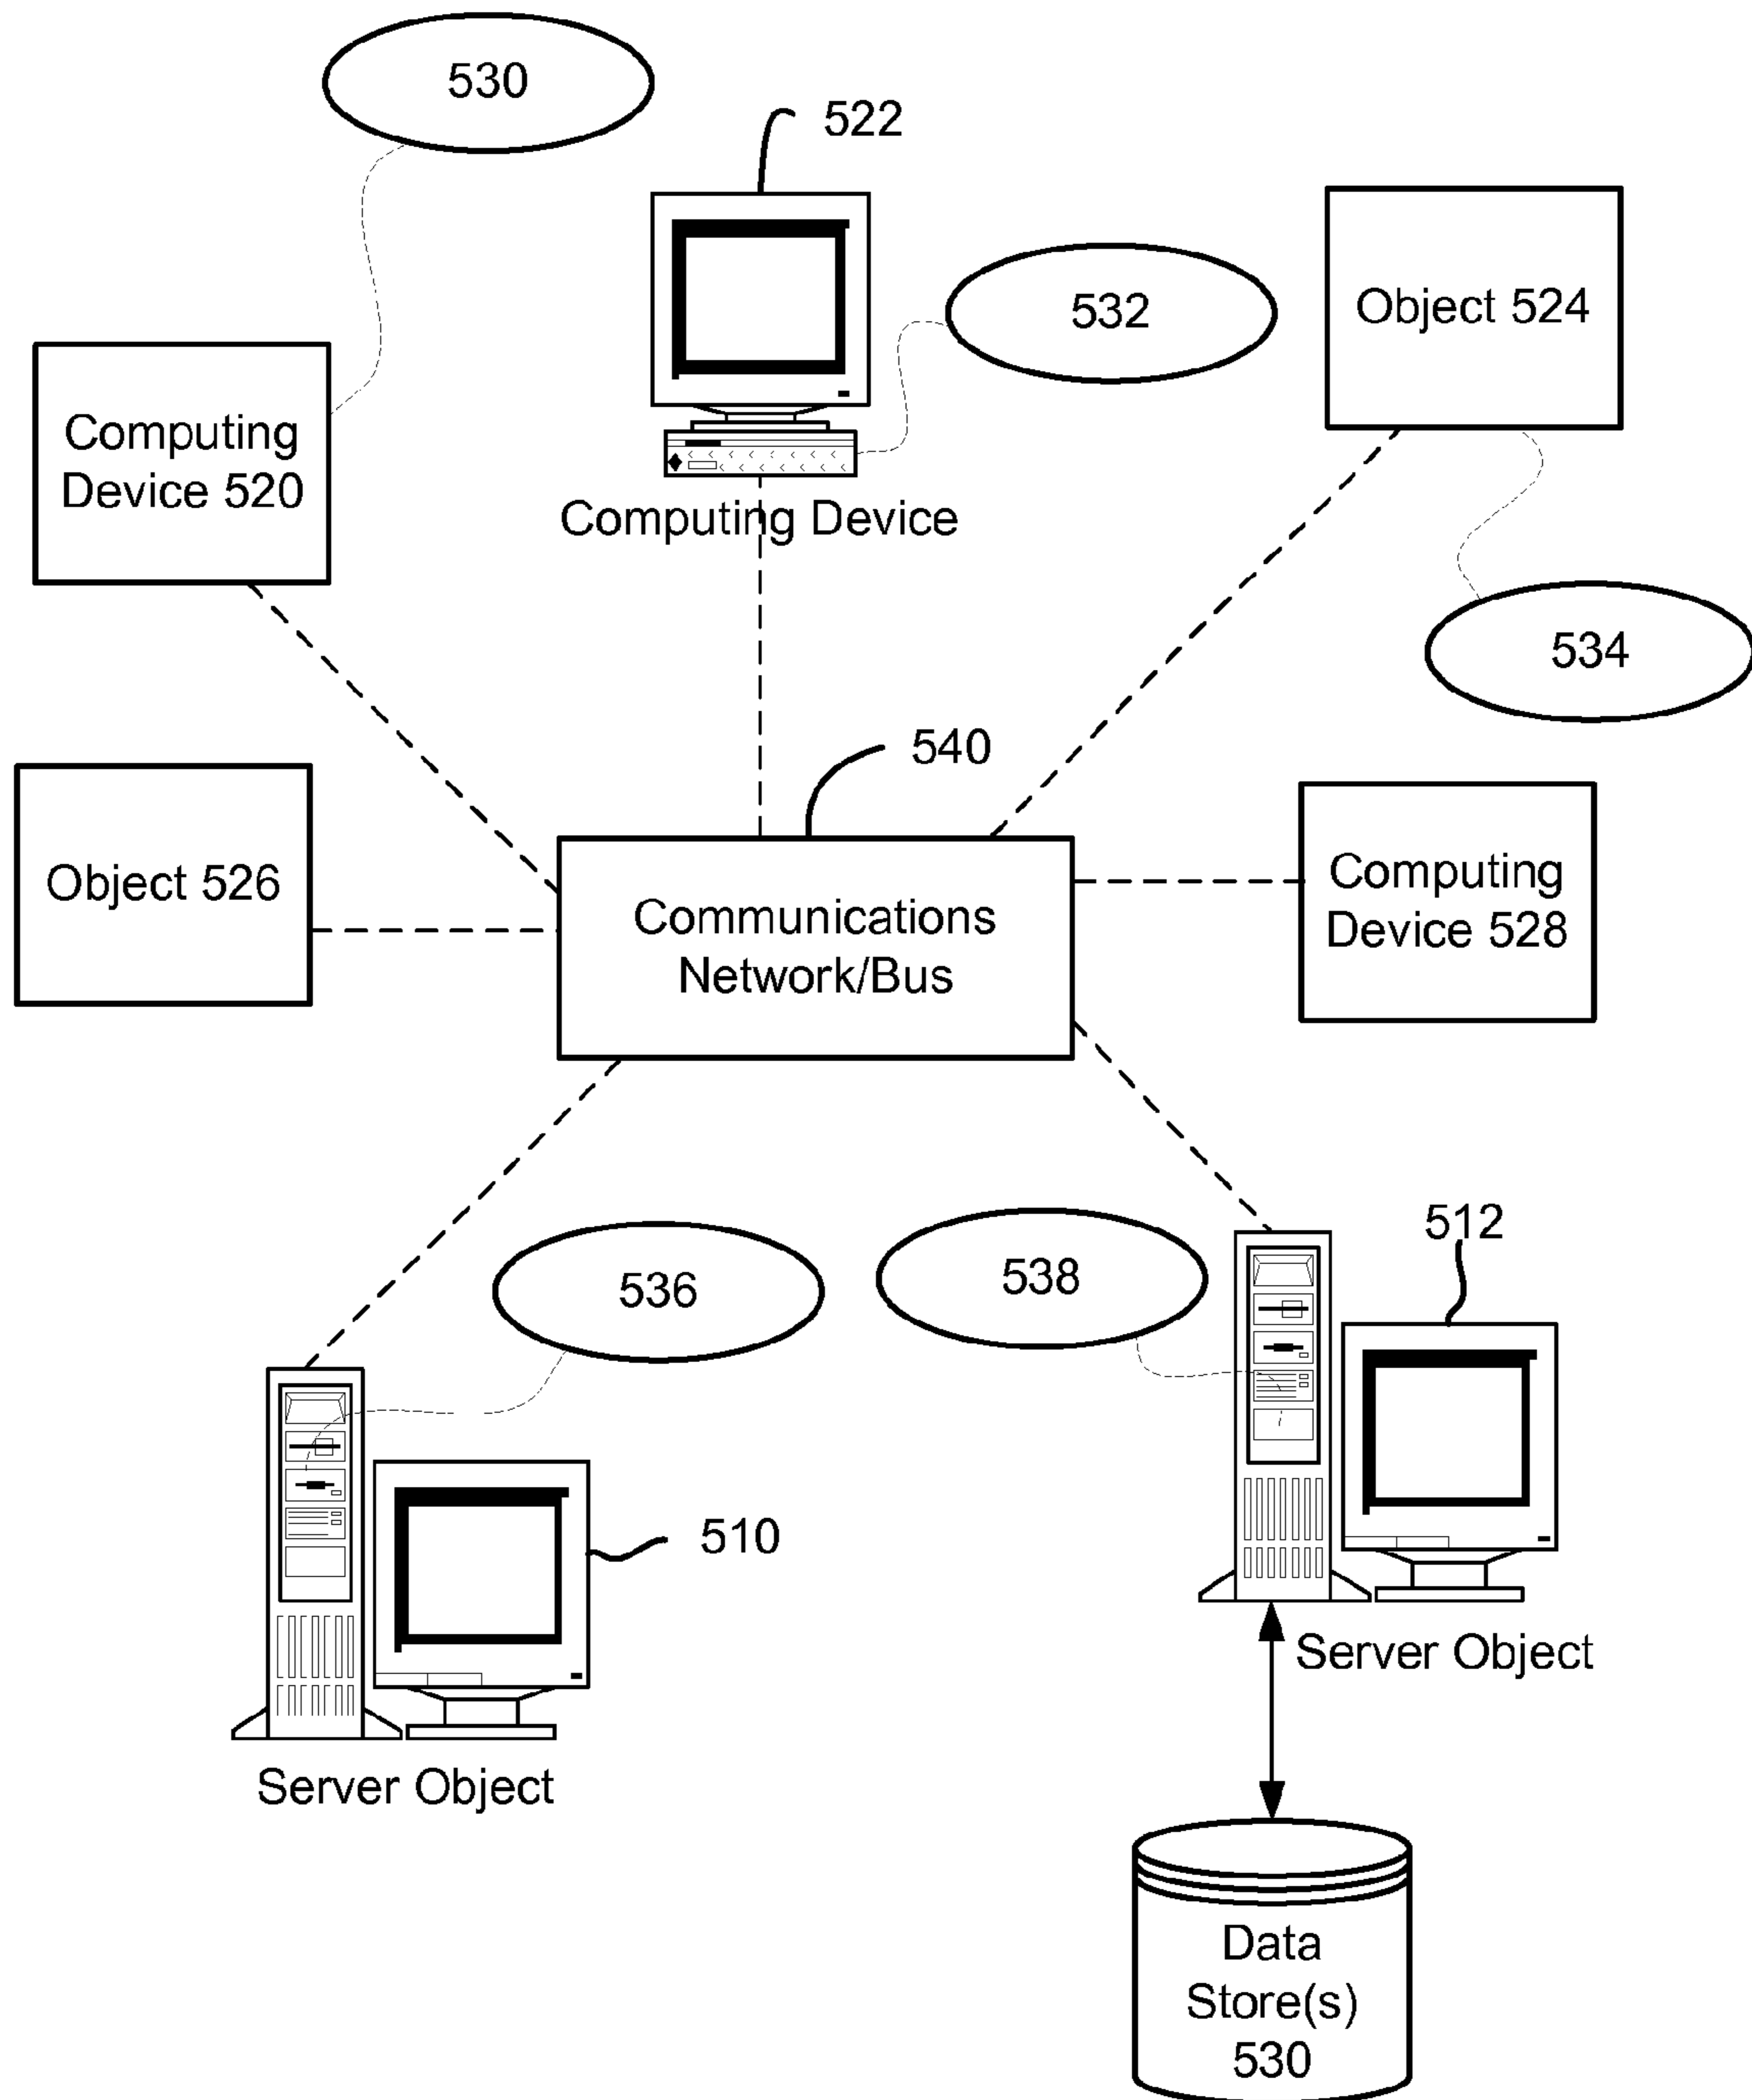 530
522
532
Object 524
Computing
Device 520
Computing Device
534
540
Object 526
Computing
Device 528
Communications
Network/Bus
536
538
512
510
Server Object
Server Object
Data
Store(s)
530